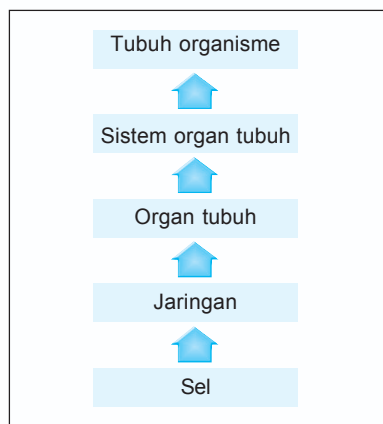 Tubuh organisme
Sistem organ tubuh
Organ tubuh
Jaringan
Sel